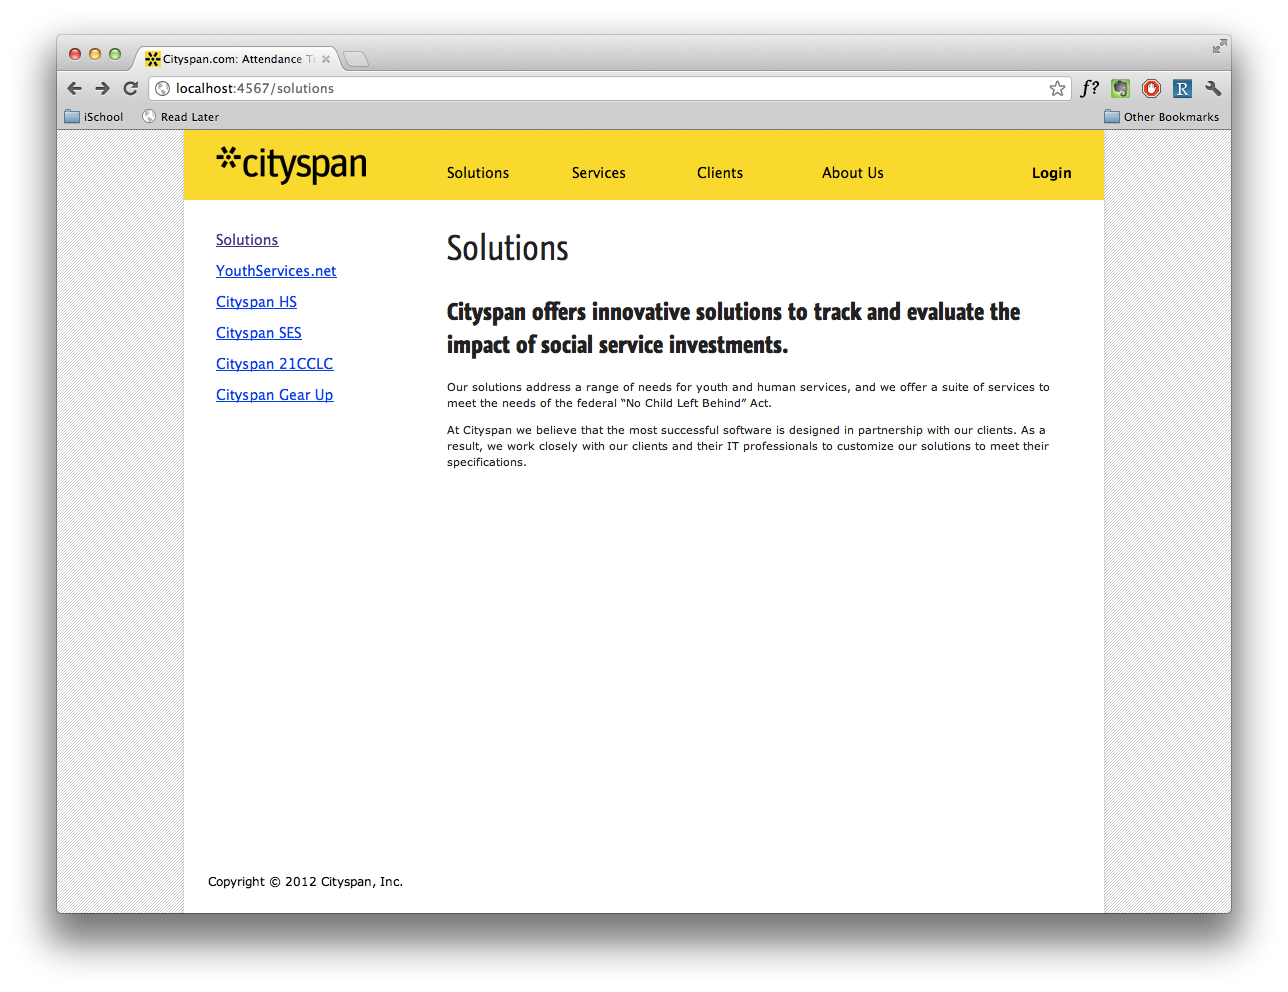 Cityspan.com: Attendance T
localhost:4567/solutions
f?
R
iSchool
Read Later
Other Bookmarks
cityspan
Solutions
Services
Clients
About Us
Login
Solutions
YouthServices.net
Cityspan HS
Cityspan SES
Cityspan 21CCLC
Cityspan Gear Up
Solutions
Cityspan offers innovative solutions to track and evaluate the
impact of social service investments.
Our solutions address a range of needs for youth and human services, and we offer a suite of services to
meet the needs of the federal “No Child Left Behind” Act.
At Cityspan we believe that the most successful software is designed in partnership with our clients. As a
result, we work closely with our clients and their IT professionals to customize our solutions to meet their
specifications.
Copyright © 2012 Cityspan, Inc.